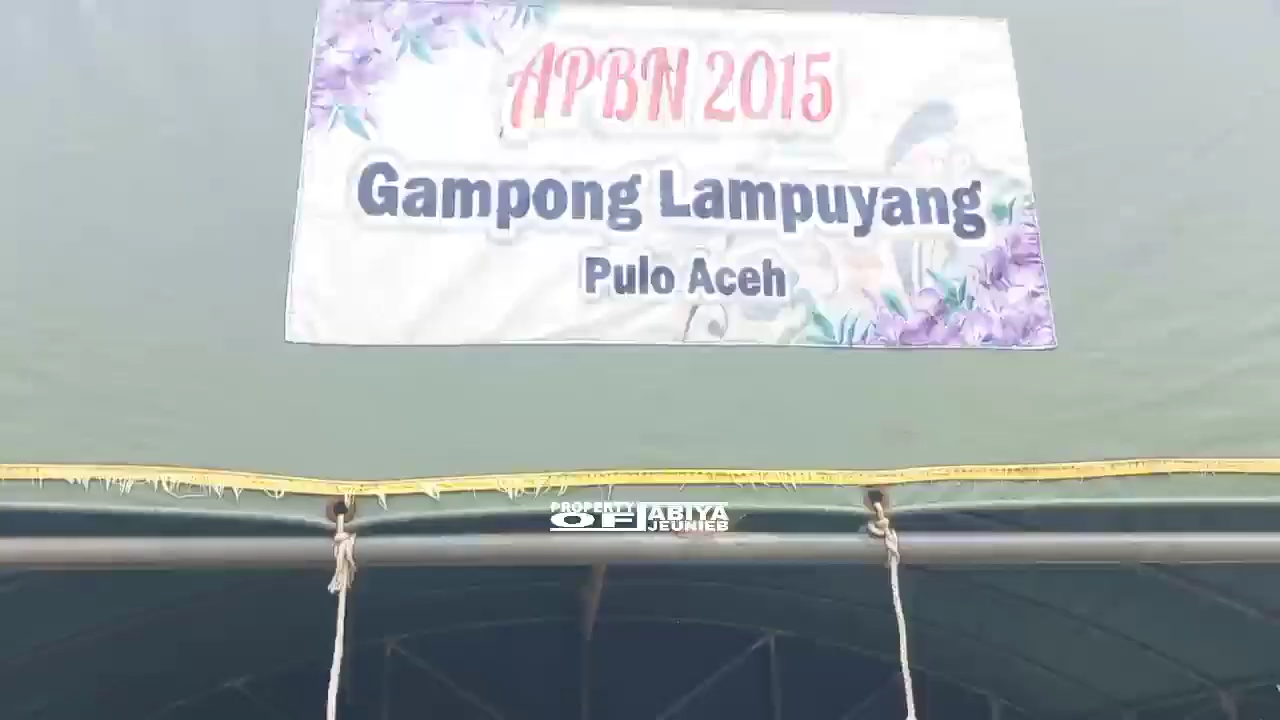 APBN 2015
Gampong Lampuyang
Pulo Aceh
PROPERTY
OF ABIYA
JEUNIEB